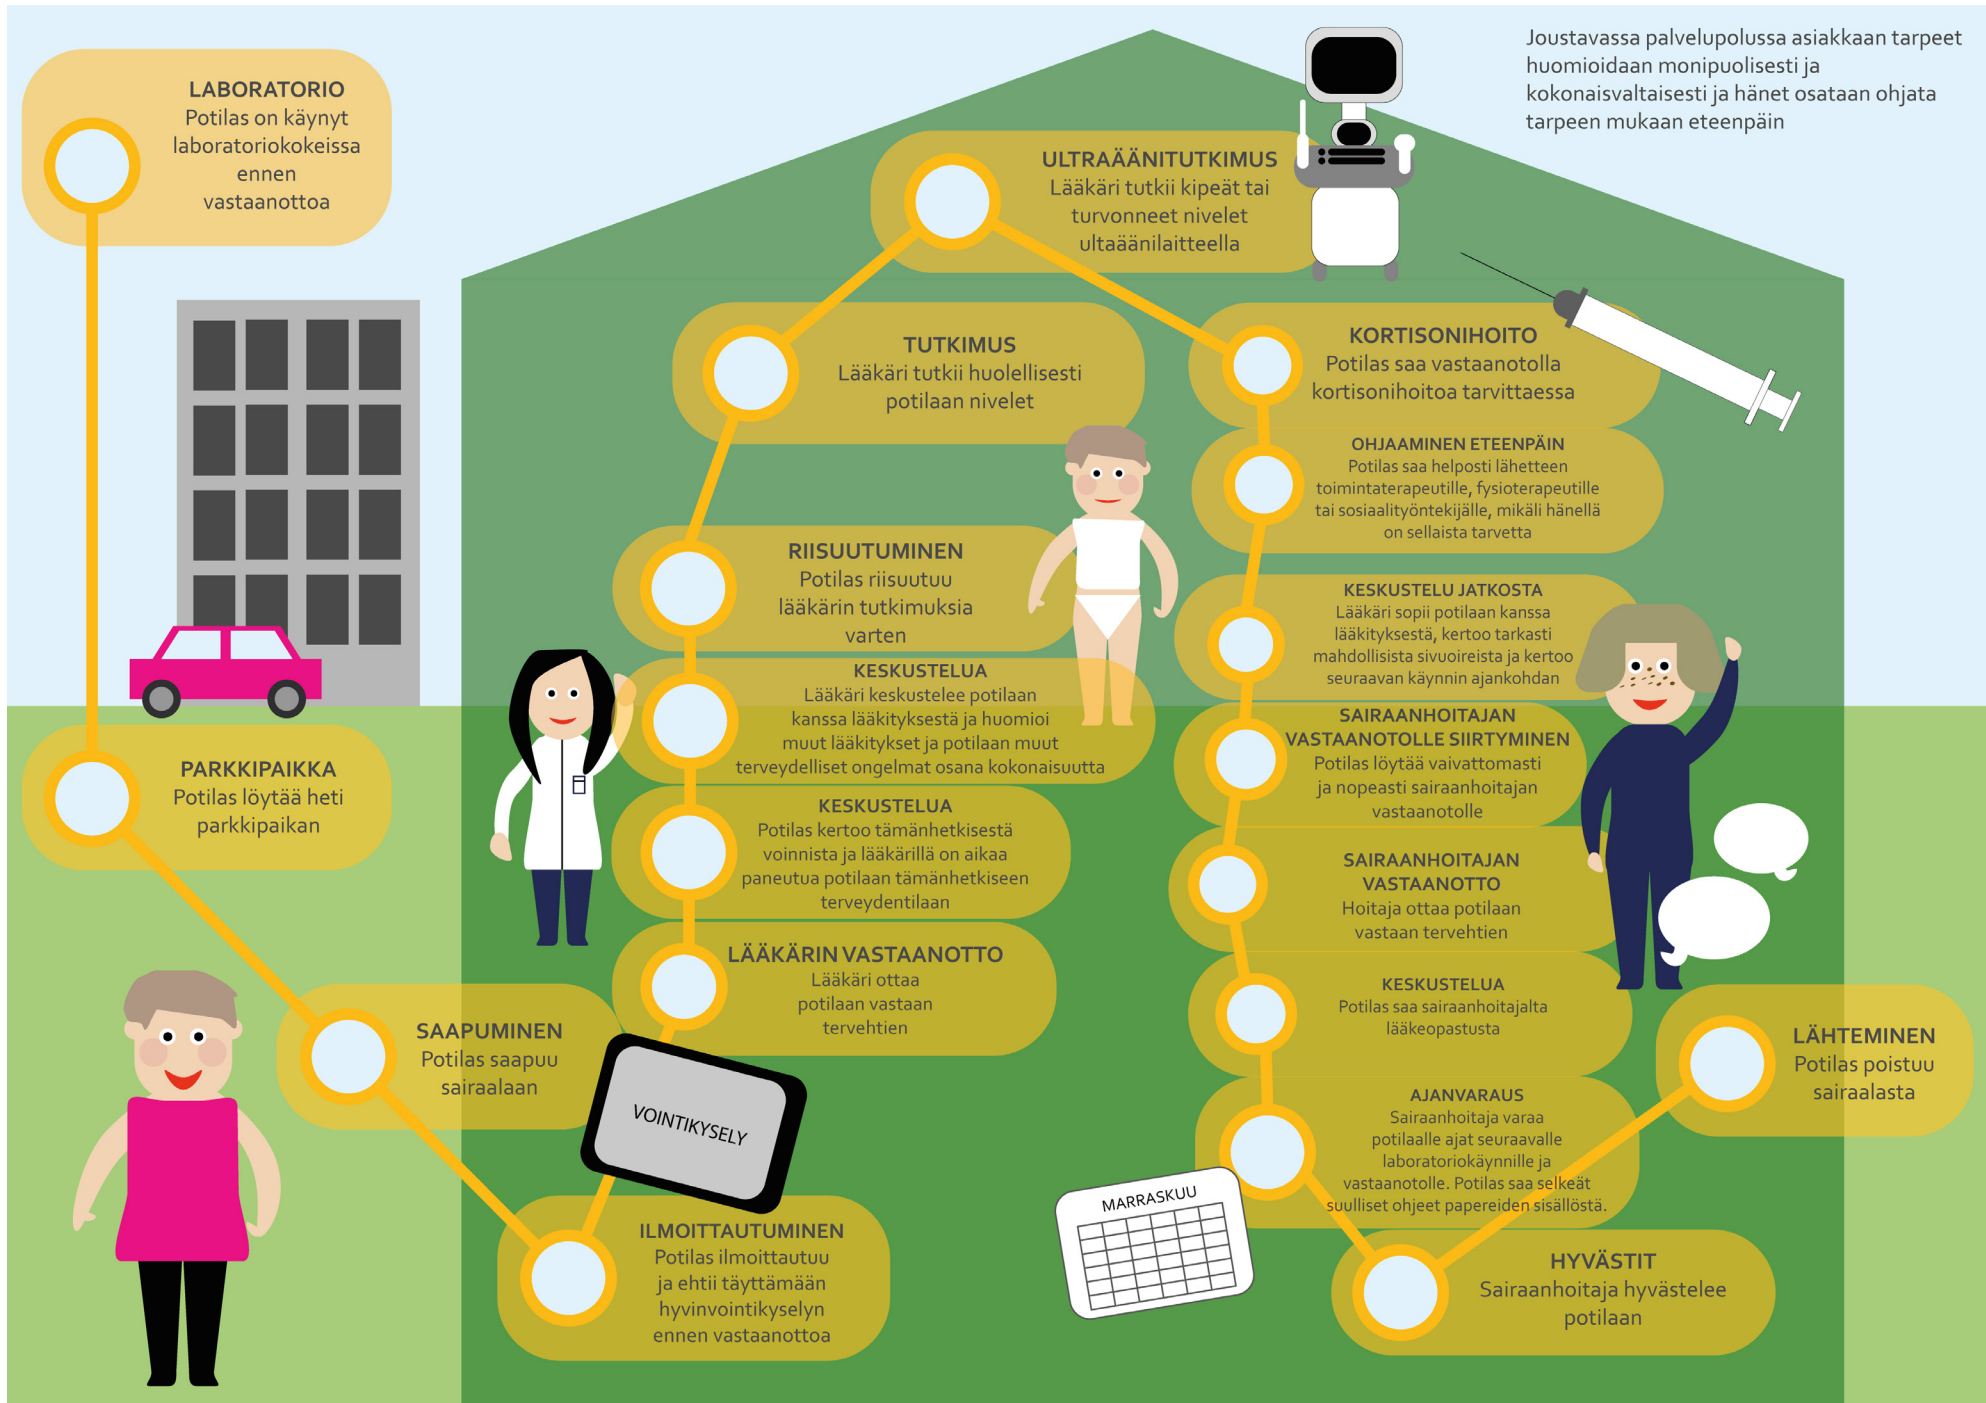 LABORATORIO
Potilas on käynyt
laboratoriokokeissa
ennen
vastaanottoa
PARKKIPAIKKA
Potilas löytää heti
parkkipaikan
SAAPUMINEN
Potilas saapuu
sairaalaan
ILMOITTAUTUMINEN
Potilas ilmoittautuu
ja ehtii täyttämään
hyvinvointikyselyn
ennen vastaanottoa
VOINTIKYSELY
LÄÄKÄRIN VASTAANOTTO
Lääkäri ottaa
potilaan vastaan
tervehtien
KESKUSTELUA
Potilas kertoo tämänhetkisestä
voinnista ja lääkärillä on aikaa
paneutua potilaan tämänhetkiseen
terveydentilaan
KESKUSTELUA
Lääkäri keskustelee potilaan
kanssa lääkityksestä ja huomioi
muut lääkitykset ja potilaan muut
terveydelliset ongelmat osana kokonaisuutta
RIISUUTUMINEN
Potilas riisuutuu
lääkärin tutkimuksia
varten
TUTKIMUS
Lääkäri tutkii huolellisesti
potilaan nivelet
ULTRAÄÄNITUTKIMUS
Lääkäri tutkii kipeät tai
turvonneet nivelet
ultaäänilaitteella
KORTISONIHOITO
Potilas saa vastaanotolla
kortisonihoitoa tarvittaessa
OHJAAMINEN ETEENPÄIN
Potilas saa helposti lähetteen
toimintaterapeutille, fysioterapeutille
tai sosiaalityöntekijälle, mikäli hänellä
on sellaista tarvetta
KESKUSTELU JATKOSTA
Lääkäri sopii potilaan kanssa
lääkityksestä, kertoo tarkasti
mahdollisista sivuoireista ja kertoo
seuraavan käynnin ajankohdan
SAIRAANHOITAJAN
VASTAANOTOLLE SIIRTYMINEN
Potilas löytää vaivattomasti
ja nopeasti sairaanhoitajan
vastaanotolle
SAIRAANHOITAJAN
VASTAANOTTO
Hoitaja ottaa potilaan
vastaan tervehtien
KESKUSTELUA
Potilas saa sairaanhoitajalta
lääkeopastusta
AJANVARAUS
Sairaanhoitaja varaa
potilaalle ajat seuraavalle
laboratoriokäynnille ja
vastaanotolle. Potilas saa selkeät
suulliset ohjeet papereiden sisällöstä.
MARRASKUU
HYVÄSTIT
Sairaanhoitaja hyvästelee
potilaan
LÄHTEMINEN
Potilas poistuu
sairaalasta
Joustavassa palvelupolussa asiakkaan tarpeet
huomioidaan monipuolisesti ja
kokonaisvaltaisesti ja hänet osataan ohjata
tarpeen mukaan eteenpäin